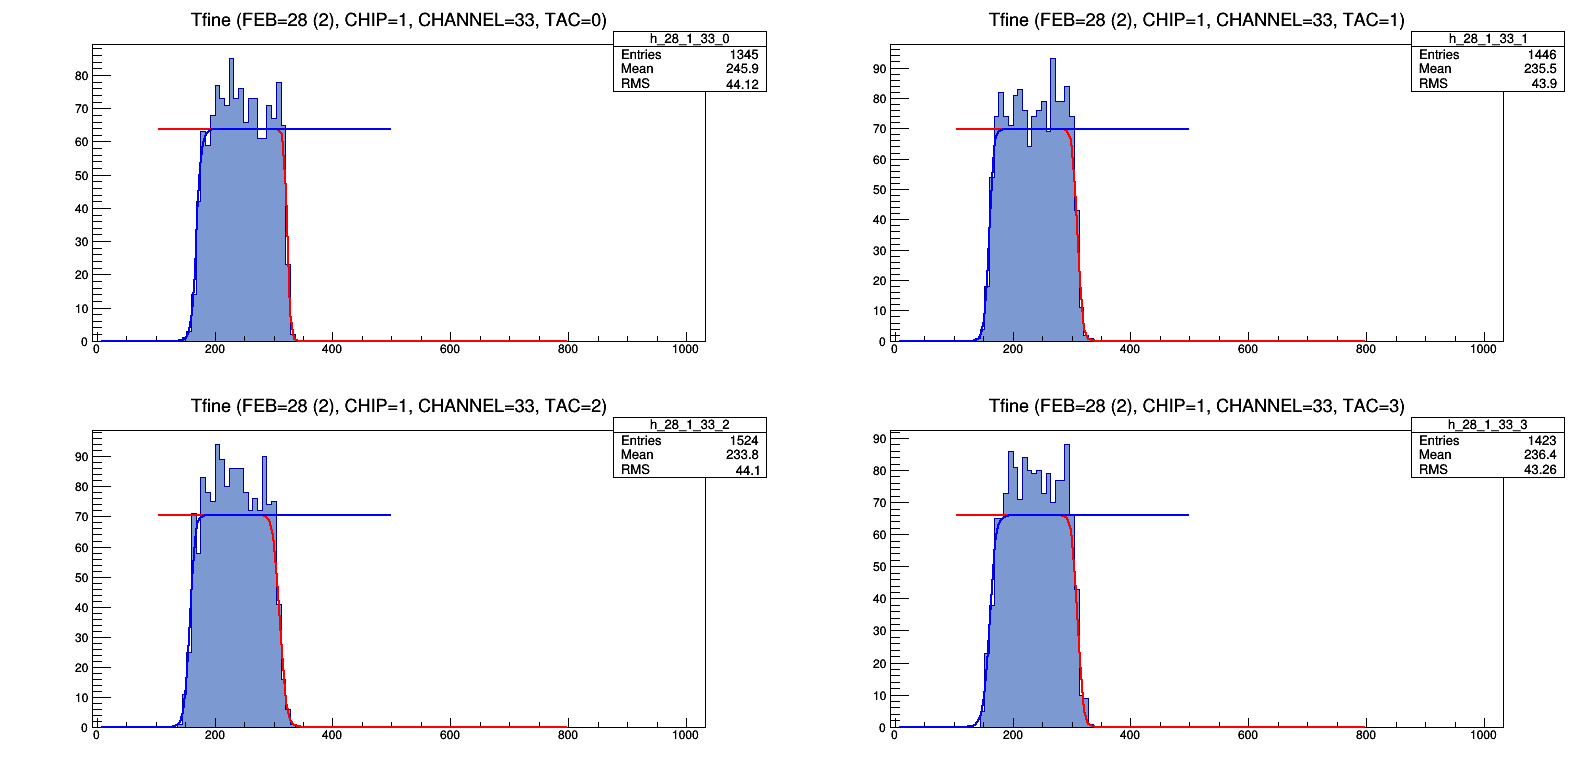 Tfine (FEB=28 (2), CHIP=1, CHANNEL=33, TAC=0)
h_28_1_33_0
Entries 1345
Mean 245.9
RMS 44.12
80
70
60
50
40
30
20
10
0
0 200 400 600 800 1000
Tfine (FEB=28 (2), CHIP=1, CHANNEL=33, TAC=1)
h_28_1_33_1
Entries 1446
Mean 235.5
RMS 43.9
90
80
70
60
50
40
30
20
10
0
0 200 400 600 800 1000
Tfine (FEB=28 (2), CHIP=1, CHANNEL=33, TAC=2)
h_28_1_33_2
Entries 1524
Mean 233.8
RMS 44.1
90
80
70
60
50
40
30
20
10
0
0 200 400 600 800 1000
Tfine (FEB=28 (2), CHIP=1, CHANNEL=33, TAC=3)
h_28_1_33_3
Entries 1423
Mean 236.4
RMS 43.26
90
80
70
60
50
40
30
20
10
0
0 200 400 600 800 1000